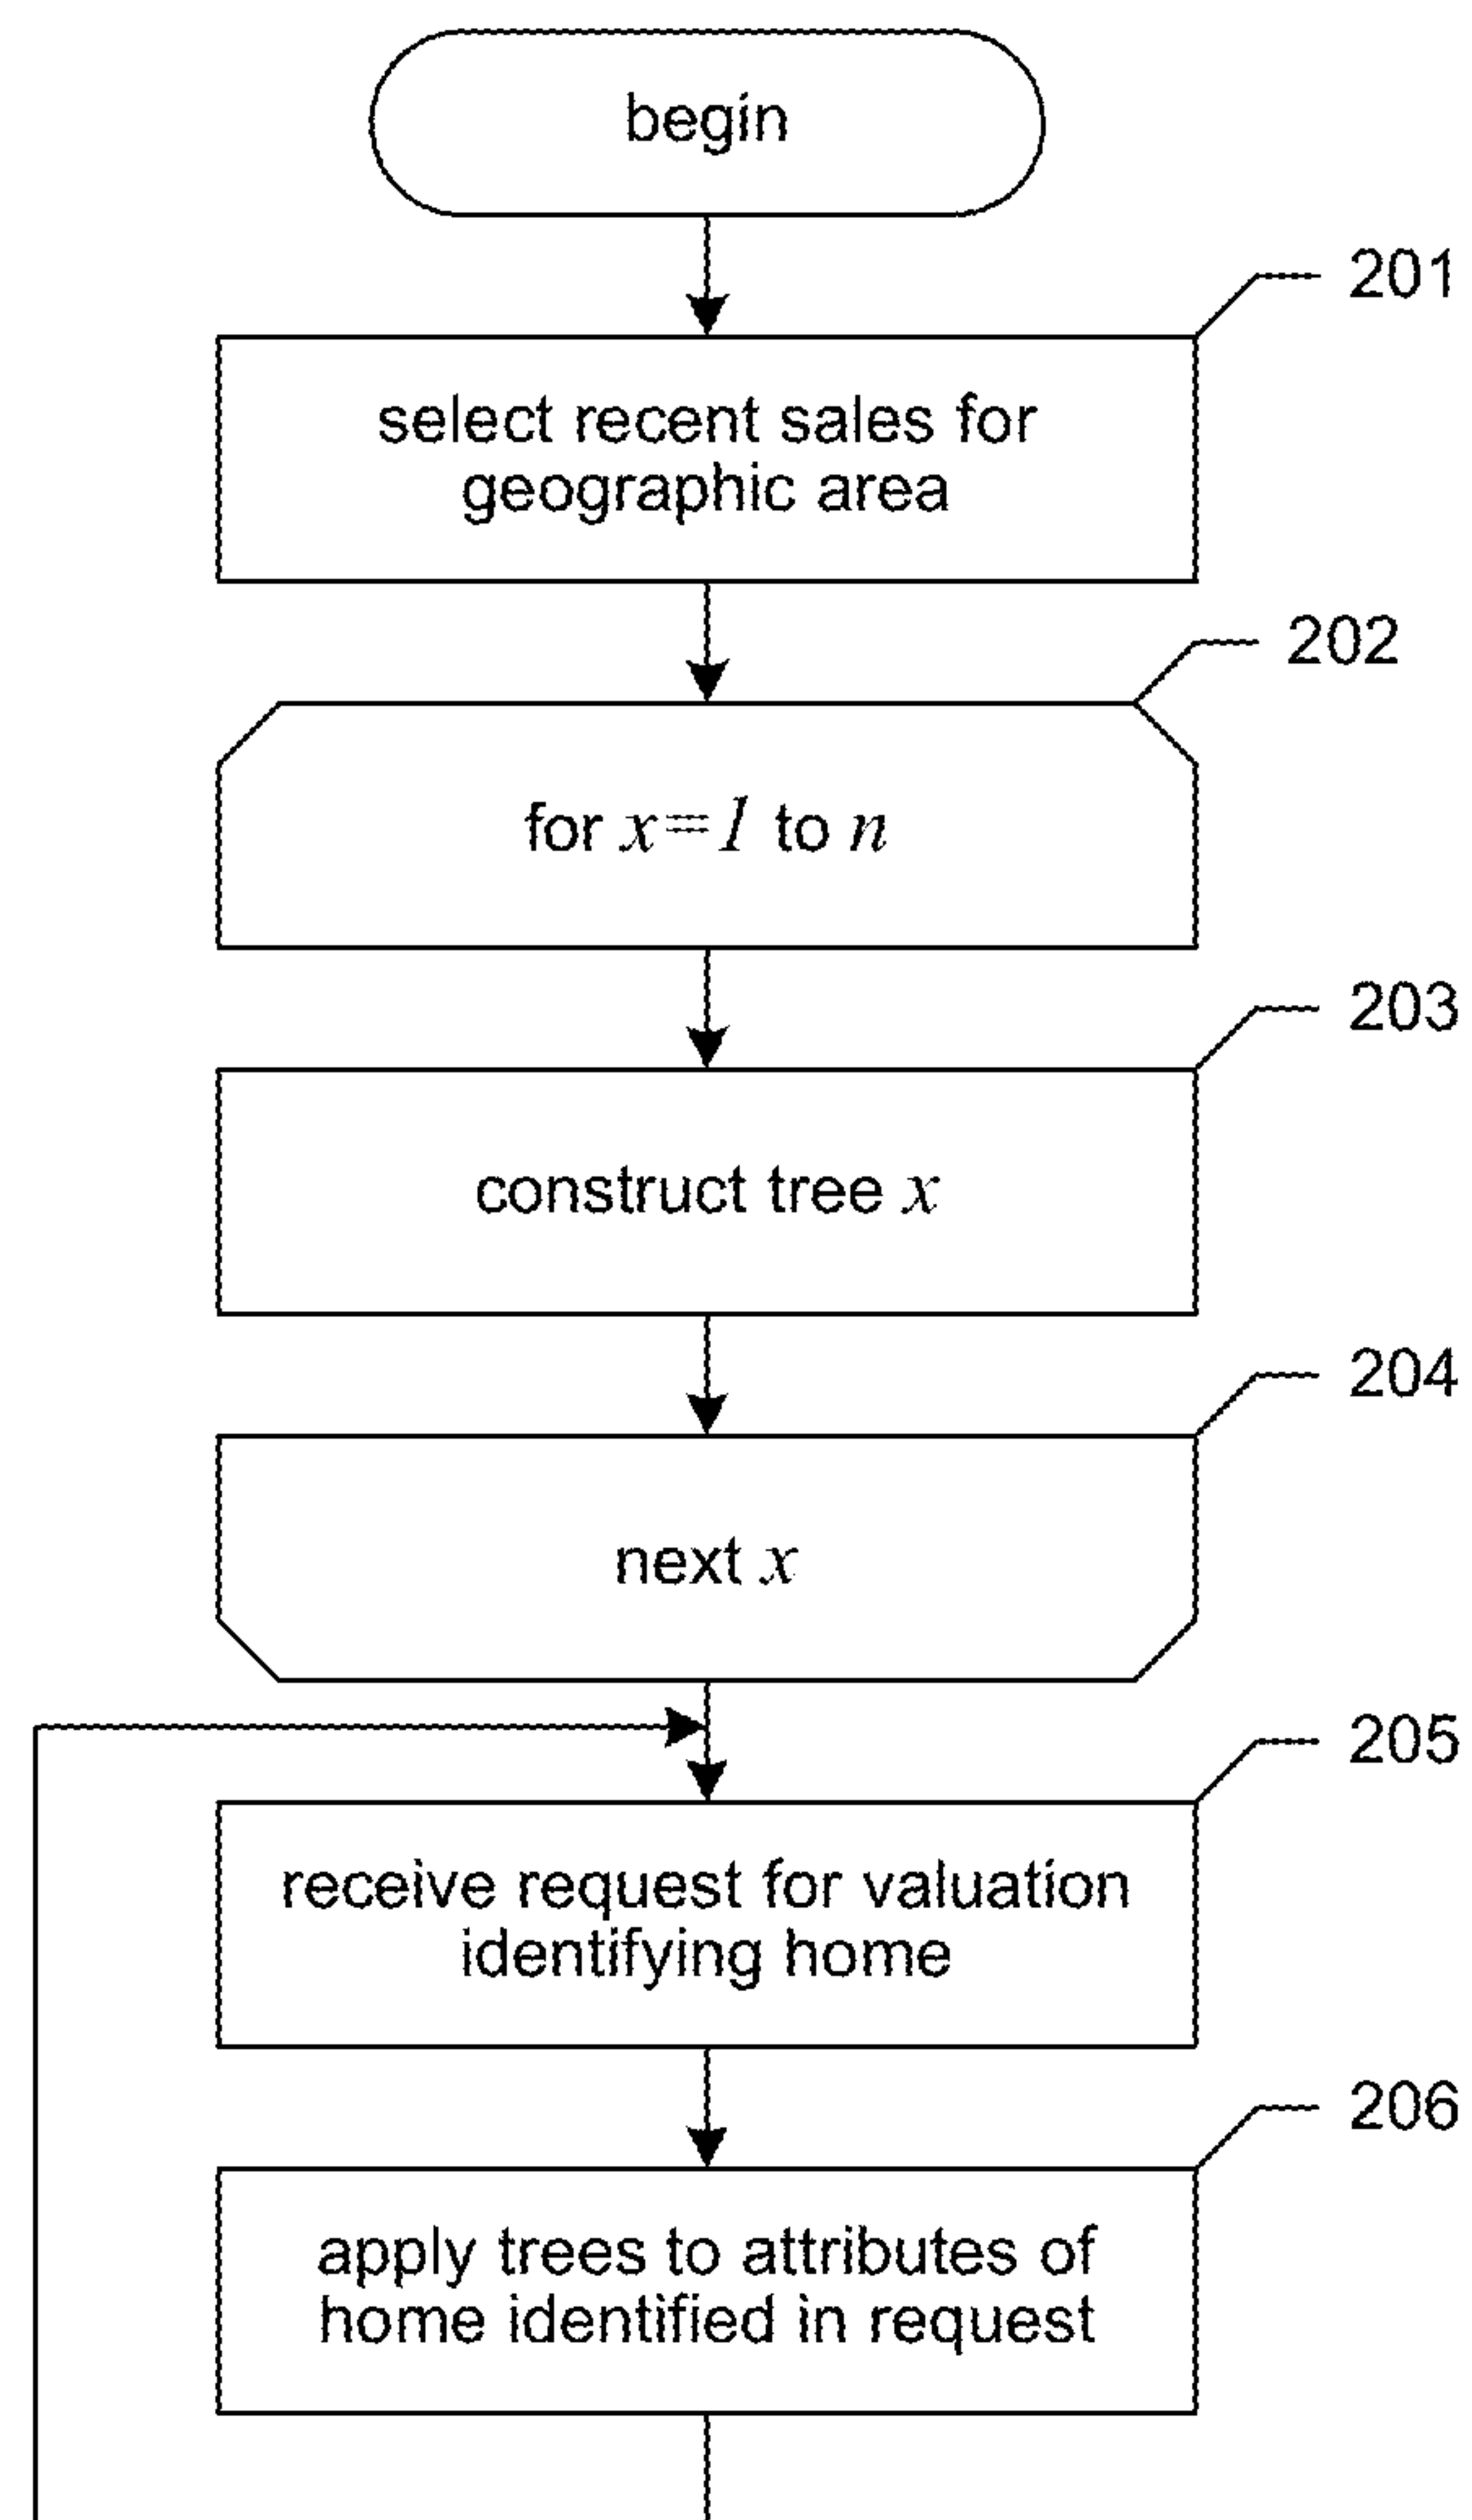 begin
201
select recent sales for
geographic area
202
for x=1 to n
203
construct tree x
204
next x
205
receive request for valuation
identifying home
206
apply trees to attributes of
home identified in request